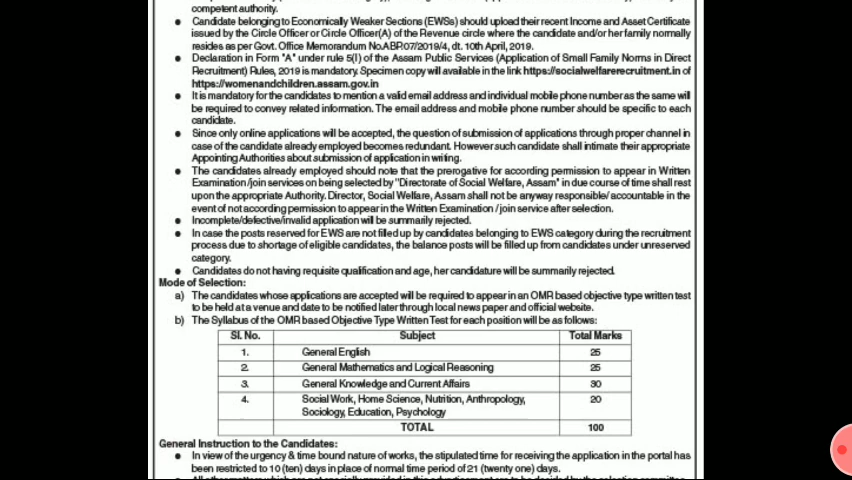 competent authority.
● Candidate belonging to Economically Weaker Sections (EWSs) should upload their recent Income and Asset Certificate
issued by the Circle Officer or Circle Officer(A) of the Revenue circle where the candidate and/or her family normally
resides as per Govt. Office Memorandum No.ABP.07/2019/4, dt. 10th April, 2019.
● Declaration in Form "A" under rule 5(I) of the Assam Public Services (Application of Small Family Norms in Direct
Recruitment) Rules, 2019 is mandatory. Specimen copy will available in the link https://socialwelfarerecruitment.in of
https://womenandchildren.assam.gov.in
● It is mandatory for the candidates to mention a valid email address and individual mobile phone number as the same will
be required to convey related information. The email address and mobile phone number should be specific to each
candidate.
● Since only online applications will be accepted, the question of submission of applications through proper channel in
case of the candidate already employed becomes redundant. However such candidate shall intimate their appropriate
Appointing Authorities about submission of application in writing.
● The candidates already employed should note that the prerogative for according permission to appear in Written
Examination /join services on being selected by "Directorate of Social Welfare, Assam" in due course of time shall rest
upon the appropriate Authority. Director, Social Welfare, Assam shall not be anyway responsible/ accountable in the
event of not according permission to appear in the Written Examination / join service after selection.
● Incomplete/defective/invalid application will be summarily rejected.
● In case the posts reserved for EWS are not filled up by candidates belonging to EWS category during the recruitment
process due to shortage of eligible candidates, the balance posts will be filled up from candidates under unreserved
category.
● Candidates do not having requisite qualification and age, her candidature will be summarily rejected.
Mode of Selection:
a) The candidates whose applications are accepted will be required to appear in an OMR based objective type written test
to be held at a venue and date to be notified later through local news paper and official website.
b) The Syllabus of the OMR based Objective Type Written Test for each position will be as follows:
Sl. No. Subject Total Marks
1. General English 25
2. General Mathematics and Logical Reasoning 25
3. General Knowledge and Current Affairs 30
4. Social Work, Home Science, Nutrition, Anthropology, 20
Sociology, Education, Psychology
TOTAL 100
General Instruction to the Candidates:
● In view of the urgency & time bound nature of works, the stipulated time for receiving the application in the portal has
been restricted to 10 (ten) days in place of normal time period of 21 (twenty one) days.